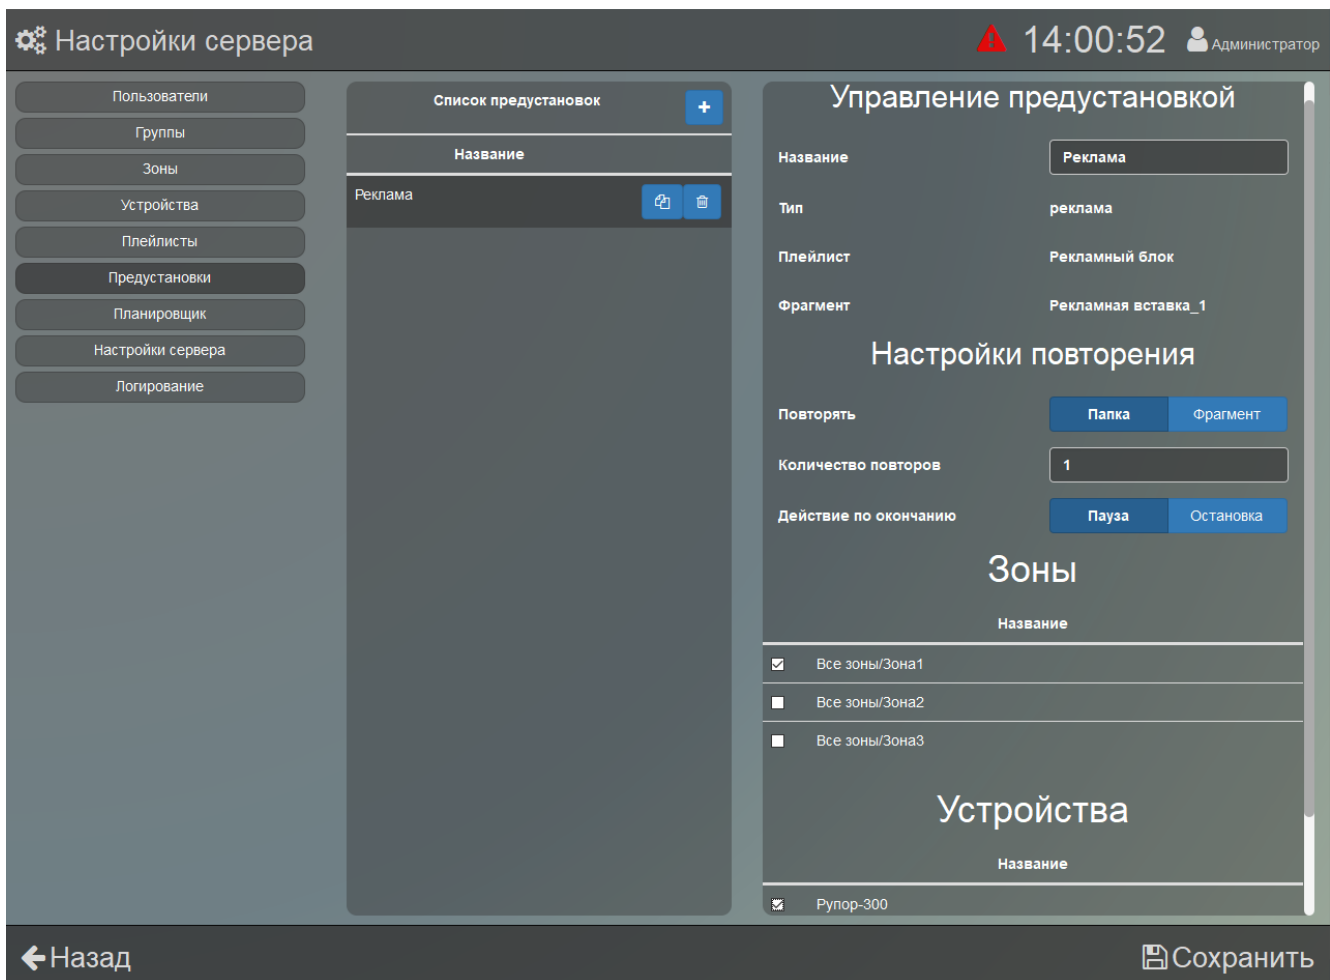 Настройки сервера
14:00:52
Администратор
Пользователи
Группы
Зоны
Устройства
Плейлисты
Предустановки
Планировщик
Настройки сервера
Логирование
Список предустановок
+
Название
Реклама
Управление предустановкой
Название Реклама
Тип реклама
Плейлист Рекламный блок
Фрагмент Рекламная вставка_1
Настройки повторения
Повторять Папка Фрагмент
Количество повторов 1
Действие по окончанию Пауза Остановка
Зоны
Название
Все зоны/Зона1
Все зоны/Зона2
Все зоны/Зона3
Устройства
Название
Рупор-300
Назад
Сохранить